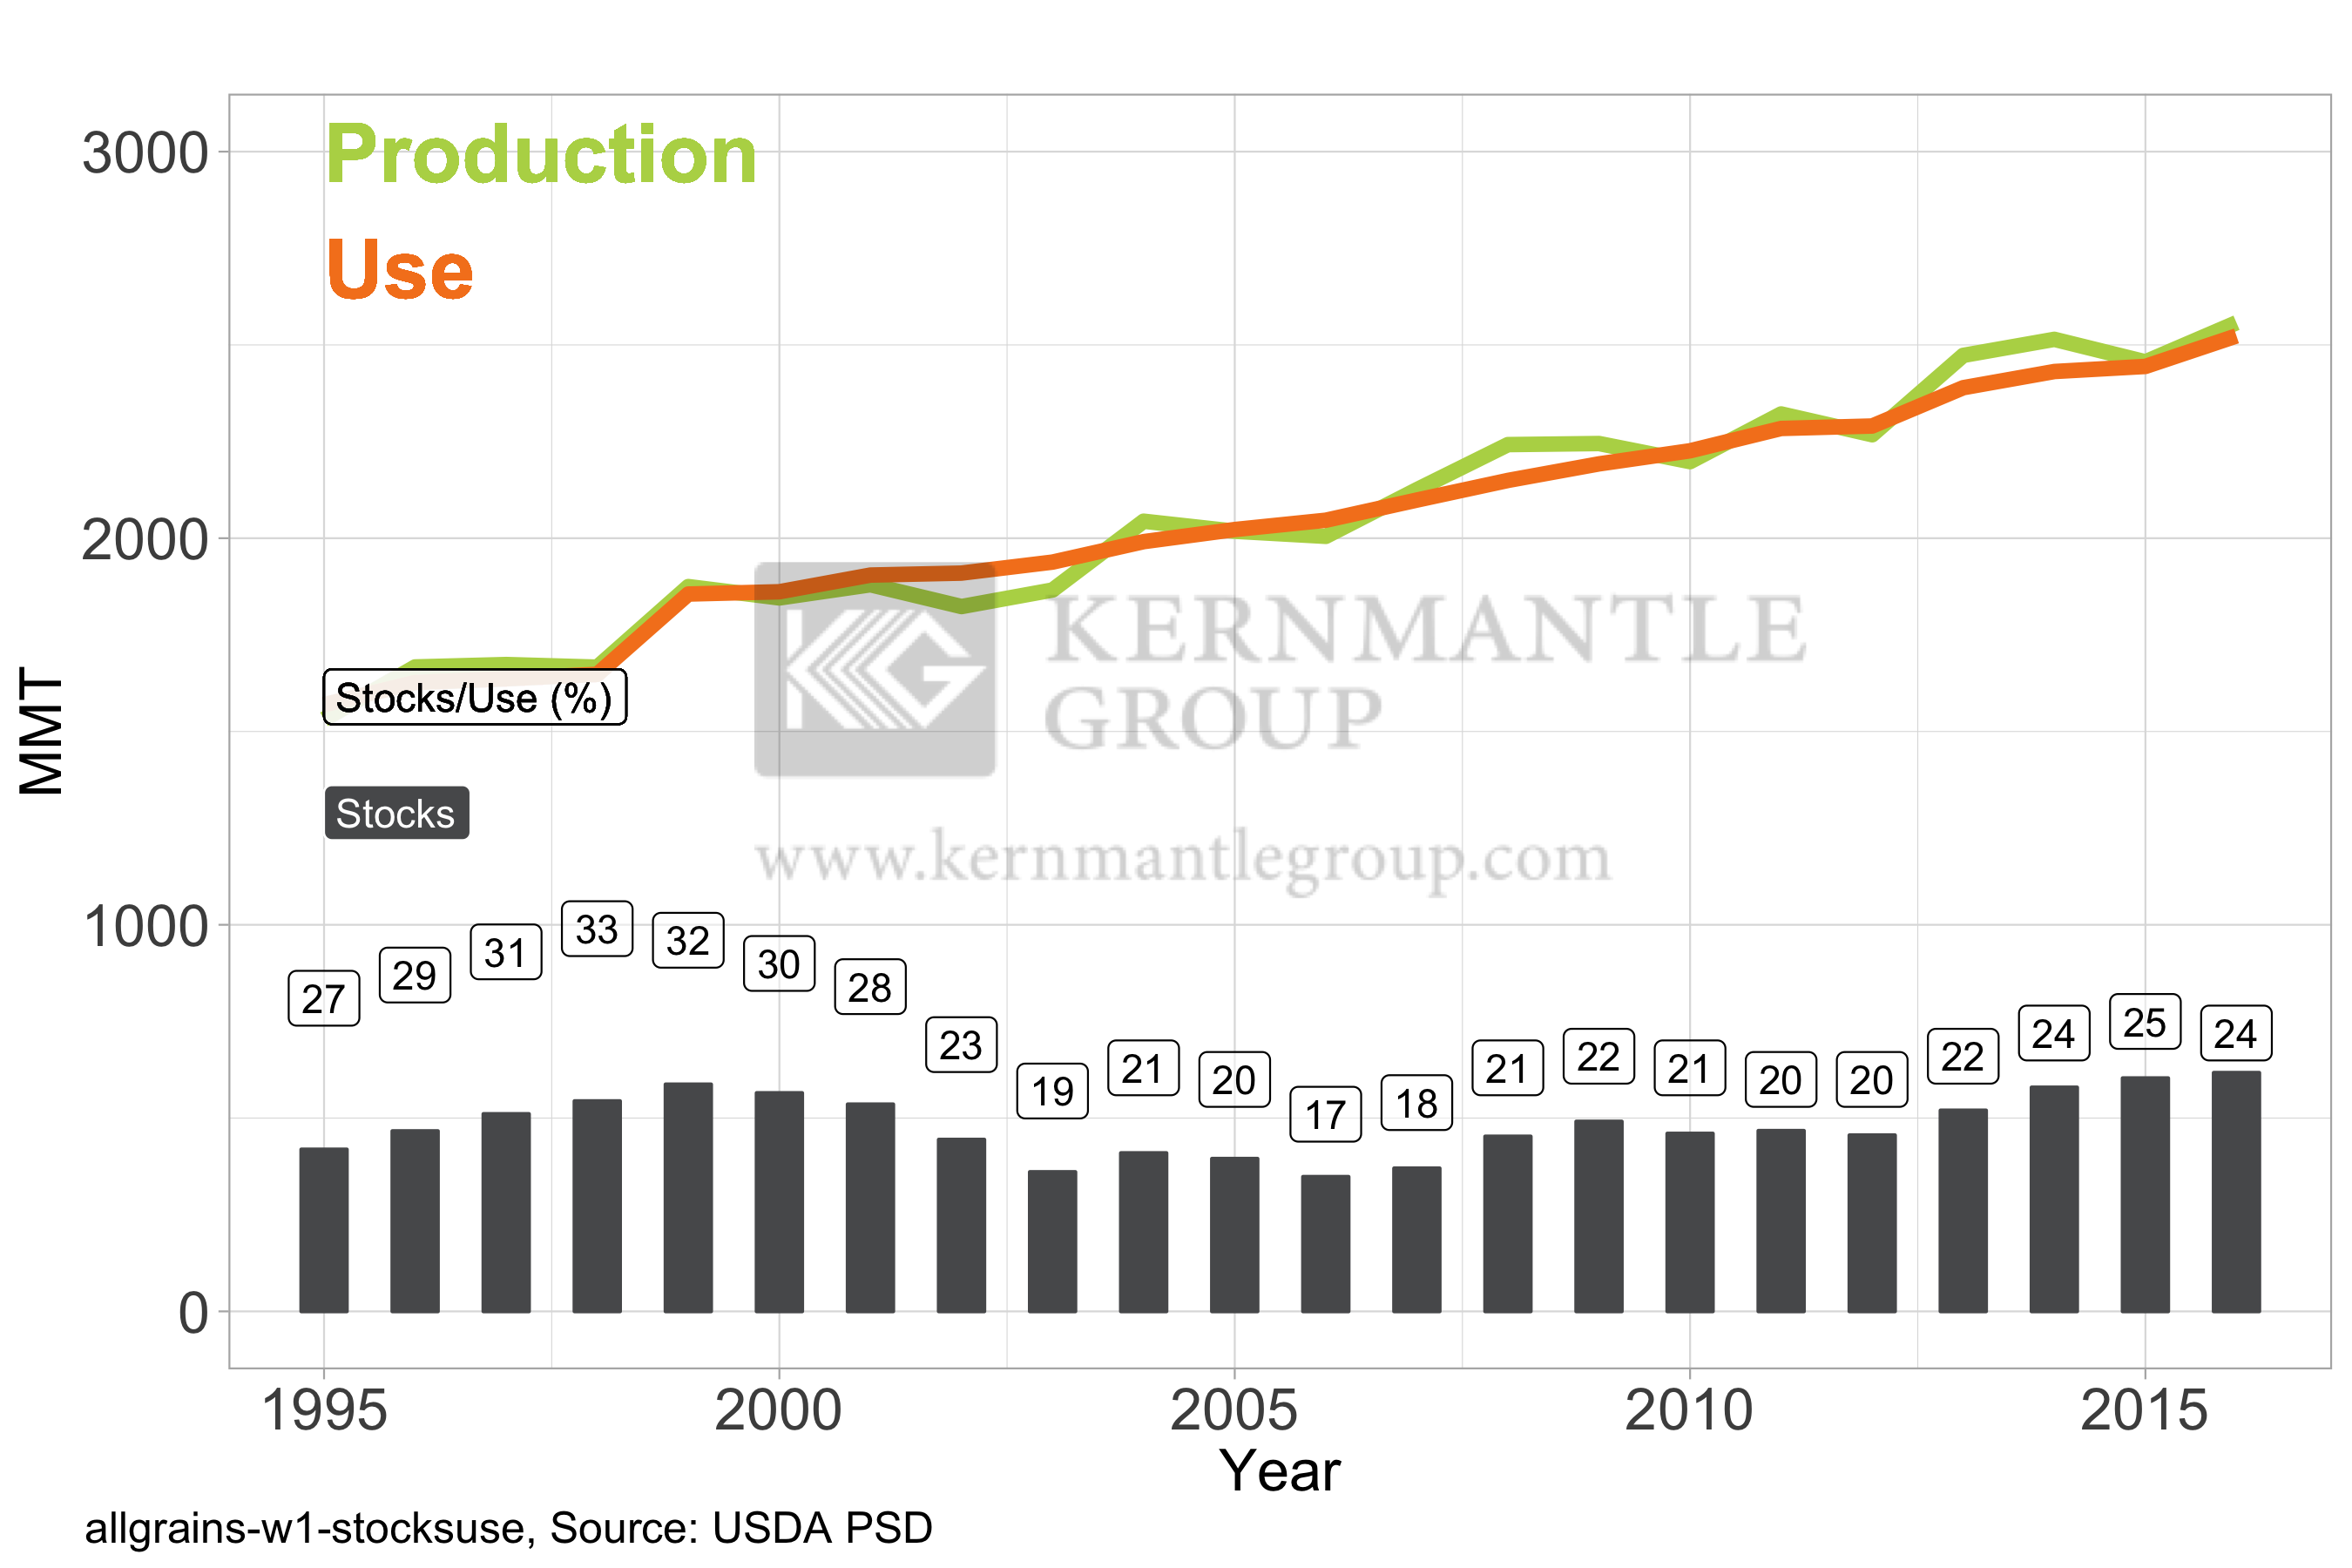 3000
Production
Use
2000
KERNMANTLE
GROUP
MMT
Stocks/Use (%)
Stocks
www.kernmantlegroup.com
1000
27 29 31 33 32 30 28 23 19 21 20 17 18 21 22 21 20 20 22 24 25 24
0
1995 2000 2005 2010 2015
Year
allgrains-w1-stocksuse, Source: USDA PSD